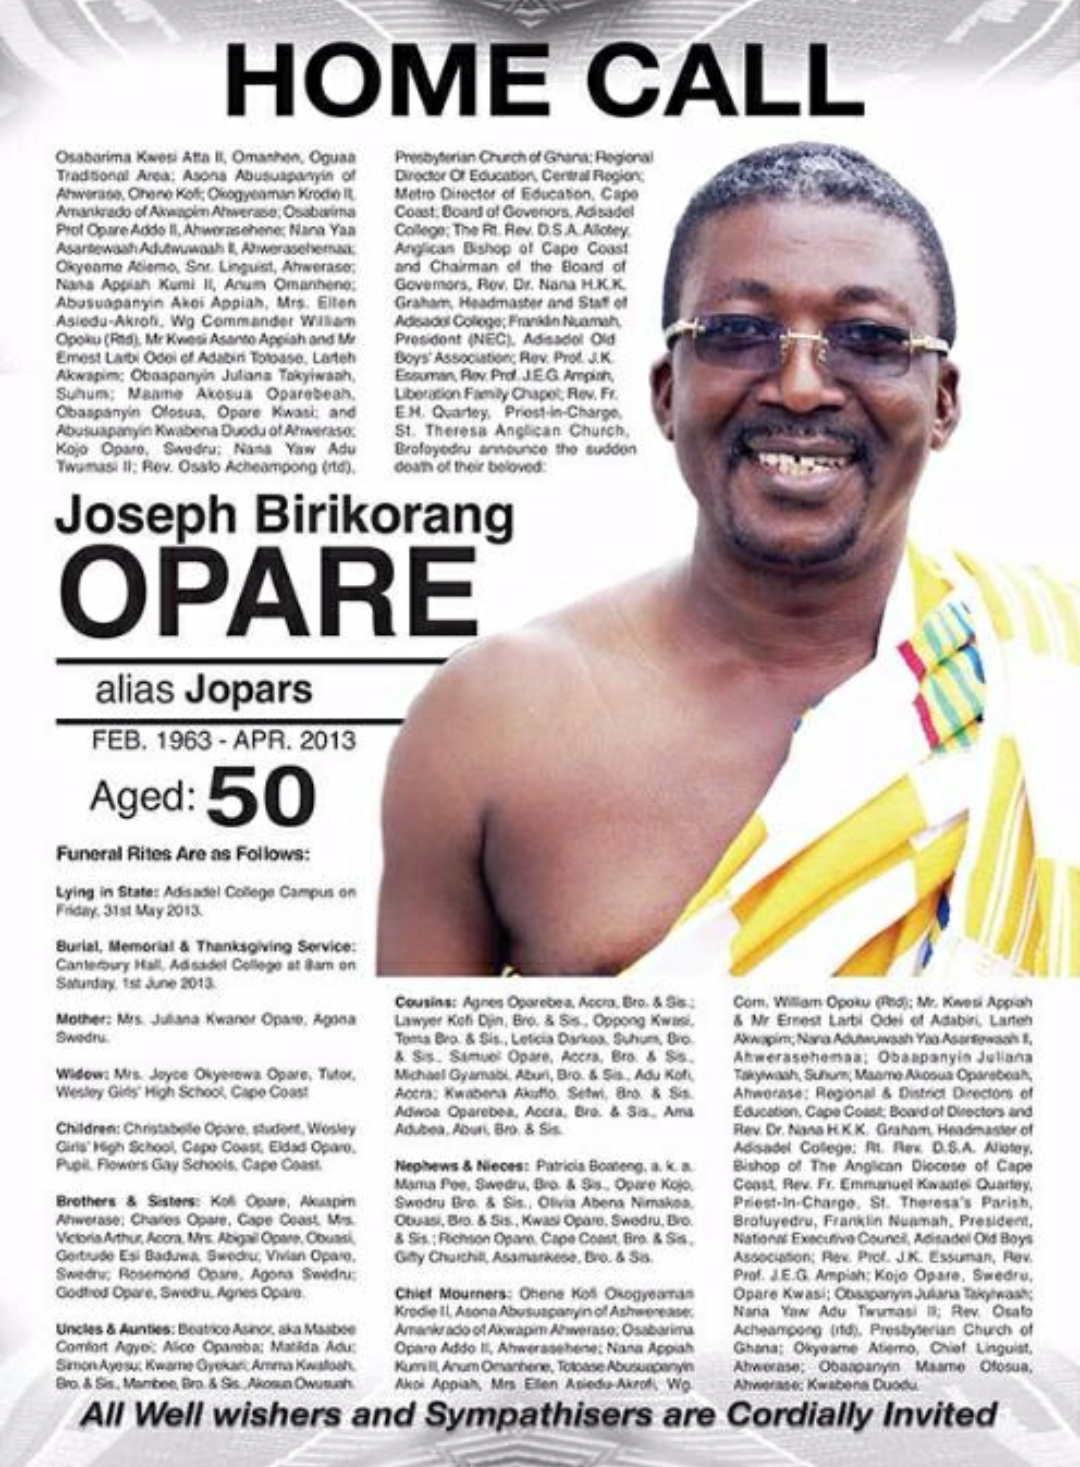 HOME CALL
Osabarima Kwesi Atta II, Omanhen, Oguaa
Traditional Area; Asona Abusuapanyin of
Ahwerase, Ohene Kofi; Okogyeaman Krodie II,
Amankrado of Akwapim Ahwerase; Osabarima
Prof Opare Addo II, Ahwerasehene; Nana Yaa
Asantewaah Adutwuwaah II, Ahwerasehemaa;
Okyeame Atiemo, Snr. Linguist, Ahwerase;
Nana Appiah Kumi II, Anum Omanhene;
Abusuapanyin Akoi Appiah, Mrs. Ellen
Asiedu-Akrofi, Wg Commander William
Opoku (Rtd), Mr Kwesi Asanto Appiah and Mr
Ernest Larbi Odei of Adabiri Totoase, Larteh
Akwapim; Obaapanyin Juliana Takyiwaah,
Suhum; Maame Akosua Oparebeah,
Obaapanyin Ofosua, Opare Kwasi; and
Abusuapanyin Kwabena Duodu of Ahwerase;
Kojo Opare, Swedru; Nana Yaw Adu
Twumasi II; Rev. Osafo Acheampong (rtd),
Presbyterian Church of Ghana; Regional
Director Of Education, Central Region;
Metro Director of Education, Cape
Coast; Board of Govenors, Adisadel
College; The Rt. Rev. D.S.A. Allotey,
Anglican Bishop of Cape Coast
and Chairman of the Board of
Governors, Rev. Dr. Nana H.K.K.
Graham, Headmaster and Staff of
Adisadel College; Franklin Nuamah,
President (NEC), Adisadel Old
Boys' Association; Rev. Prof. J.K.
Essuman, Rev. Prof. J.E.G. Ampiah,
Liberation Family Chapel; Rev. Fr.
E.H. Quartey, Priest-in-Charge,
St. Theresa Anglican Church,
Brofoyedru announce the sudden
death of their beloved:
Joseph Birikorang
OPARE
alias Jopars
FEB. 1963 - APR. 2013
Aged: 50
Funeral Rites Are as Follows:
Lying in State: Adisadel College Campus on
Friday, 31st May 2013.
Burial, Memorial & Thanksgiving Service:
Canterbury Hall, Adisadel College at 8am on
Saturday, 1st June 2013.
Mother: Mrs. Juliana Kwanor Opare, Agona
Swedru.
Widow: Mrs. Joyce Okyerewa Opare, Tutor,
Wesley Girls' High School, Cape Coast
Children: Christabelle Opare, student, Wesley
Girls' High School, Cape Coast, Eldad Opare,
Pupil, Flowers Gay Schools, Cape Coast.
Brothers & Sisters: Kofi Opare, Akuapim
Ahwerase; Charles Opare, Cape Coast, Mrs.
Victoria Arthur, Accra, Mrs. Abigail Opare, Obuasi,
Gertrude Esi Baduwa, Swedru; Vivian Opare,
Swedru; Rosemond Opare, Agona Swedru;
Godfred Opare, Swedru, Agnes Opare.
Uncles & Aunties: Beatrice Asinor, aka Maabee
Comfort Agyei; Alice Opareba; Matilda Adu;
Simon Ayesu; Kwame Gyekari; Amma Kwafoah,
Bro. & Sis., Mambee, Bro. & Sis., Akosua Owusuah.
Cousins: Agnes Oparebea, Accra, Bro. & Sis.;
Lawyer Kofi Djin, Bro. & Sis., Oppong Kwasi,
Tema Bro. & Sis., Leticia Darkoa, Suhum, Bro.
& Sis., Samuel Opare, Accra, Bro. & Sis.,
Michael Gyamabi, Aburi, Bro. & Sis., Adu Kofi,
Accra; Kwabena Akuffo, Sefwi, Bro. & Sis.
Adwoa Oparebea, Accra, Bro. & Sis., Ama
Adubea, Aburi, Bro. & Sis.
Nephews & Nieces: Patricia Boateng, a. k. a.
Mama Pee, Swedru, Bro. & Sis., Opare Kojo,
Swedru Bro. & Sis., Olivia Abena Nimakoa,
Obuasi, Bro. & Sis., Kwasi Opare, Swedru, Bro.
& Sis.; Richson Opare, Cape Coast, Bro. & Sis.,
Gifty Churchill, Asamankese, Bro. & Sis.
Chief Mourners: Ohene Kofi Okogyeaman
Krodie II, Asona Abusuapanyin of Ashwerease;
Amankrado of Akwapim Ahwerase; Osabarima
Opare Addo II, Ahwerasehene; Nana Appiah
Kumi II, Anum Omanhene, Totoase Abusuapanyin
Akoi Appiah, Mrs Ellen Asiedu-Akrofi, Wg.
Com. William Opoku (Rtd); Mr. Kwesi Appiah
& Mr Ernest Larbi Odei of Adabiri, Larteh
Akwapim; Nana Adutwuwaah Yaa Asantewaah II,
Ahwerasehemaa; Obaapanyin Juliana
Takyiwaah, Suhum; Maame Akosua Oparebeah,
Ahwerase; Regional & District Directors of
Education, Cape Coast; Board of Directors and
Rev. Dr. Nana H.K.K. Graham, Headmaster of
Adisadel College; Rt. Rev. D.S.A. Allotey,
Bishop of The Anglican Diocese of Cape
Coast, Rev. Fr. Emmanuel Kwaatei Quartey,
Priest-In-Charge, St. Theresa's Parish,
Brofuyedru, Franklin Nuamah, President,
National Executive Council, Adisadel Old Boys
Association; Rev. Prof. J.K. Essuman, Rev.
Prof. J.E.G. Ampiah; Kojo Opare, Swedru,
Opare Kwasi; Obaapanyin Juliana Takyiwaah;
Nana Yaw Adu Twumasi II; Rev. Osafo
Acheampong (rtd), Presbyterian Church of
Ghana; Okyeame Atiemo, Chief Linguist,
Ahwerase; Obaapanyin Maame Ofosua,
Ahwerase; Kwabena Duodu.
All Well wishers and Sympathisers are Cordially Invited